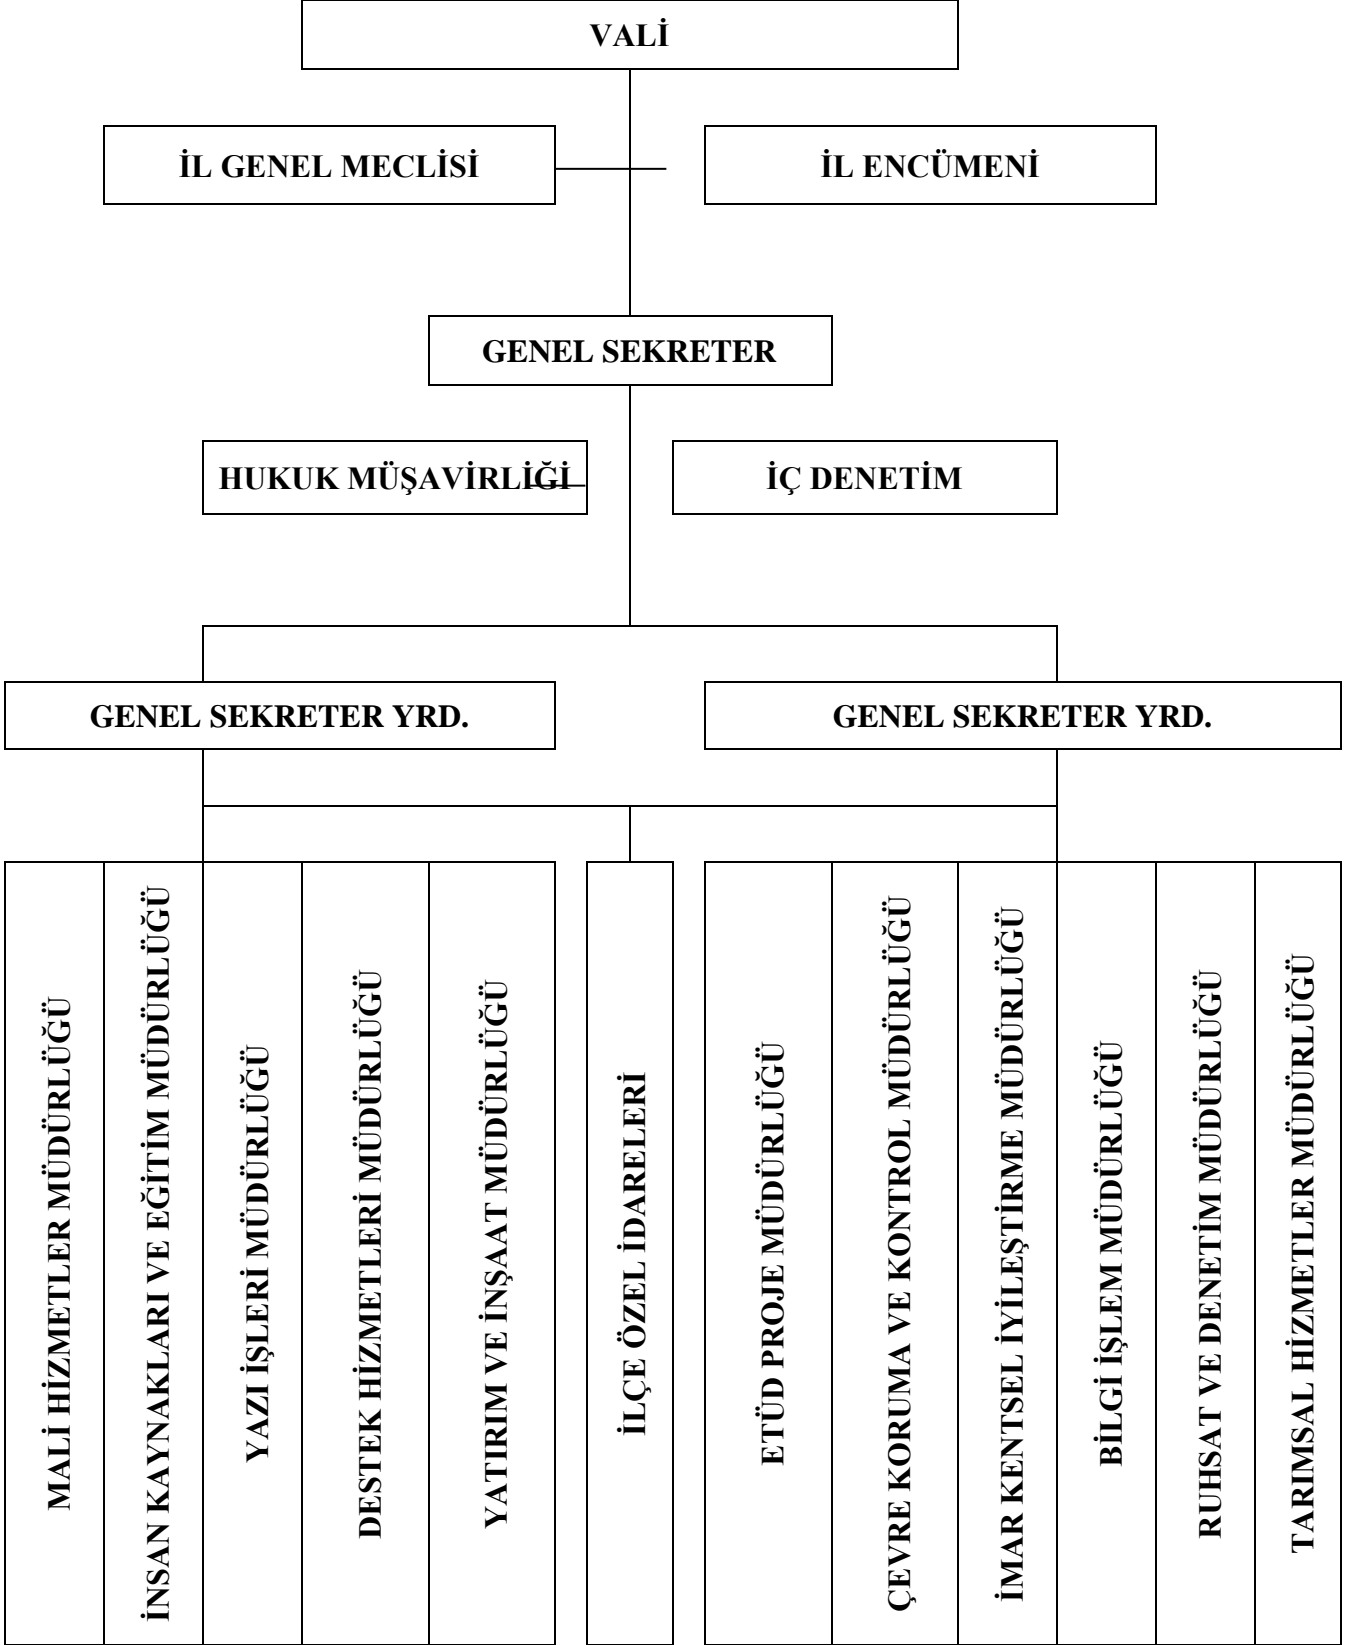 VALİ
İL GENEL MECLİSİ
İL ENCÜMENİ
GENEL SEKRETER
HUKUK MÜŞAVİRLİĞİ
İÇ DENETİM
GENEL SEKRETER YRD.
GENEL SEKRETER YRD.
MALİ HİZMETLER MÜDÜRLÜĞÜ
İNSAN KAYNAKLARI VE EĞİTİM MÜDÜRLÜĞÜ
YAZI İŞLERİ MÜDÜRLÜĞÜ
DESTEK HİZMETLERİ MÜDÜRLÜĞÜ
YATIRIM VE İNŞAAT MÜDÜRLÜĞÜ
İLÇE ÖZEL İDARELERİ
ETÜD PROJE MÜDÜRLÜĞÜ
ÇEVRE KORUMA VE KONTROL MÜDÜRLÜĞÜ
İMAR KENTSEL İYİLEŞTİRME MÜDÜRLÜĞÜ
BİLGİ İŞLEM MÜDÜRLÜĞÜ
RUHSAT VE DENETİM MÜDÜRLÜĞÜ
TARIMSAL HİZMETLER MÜDÜRLÜĞÜ